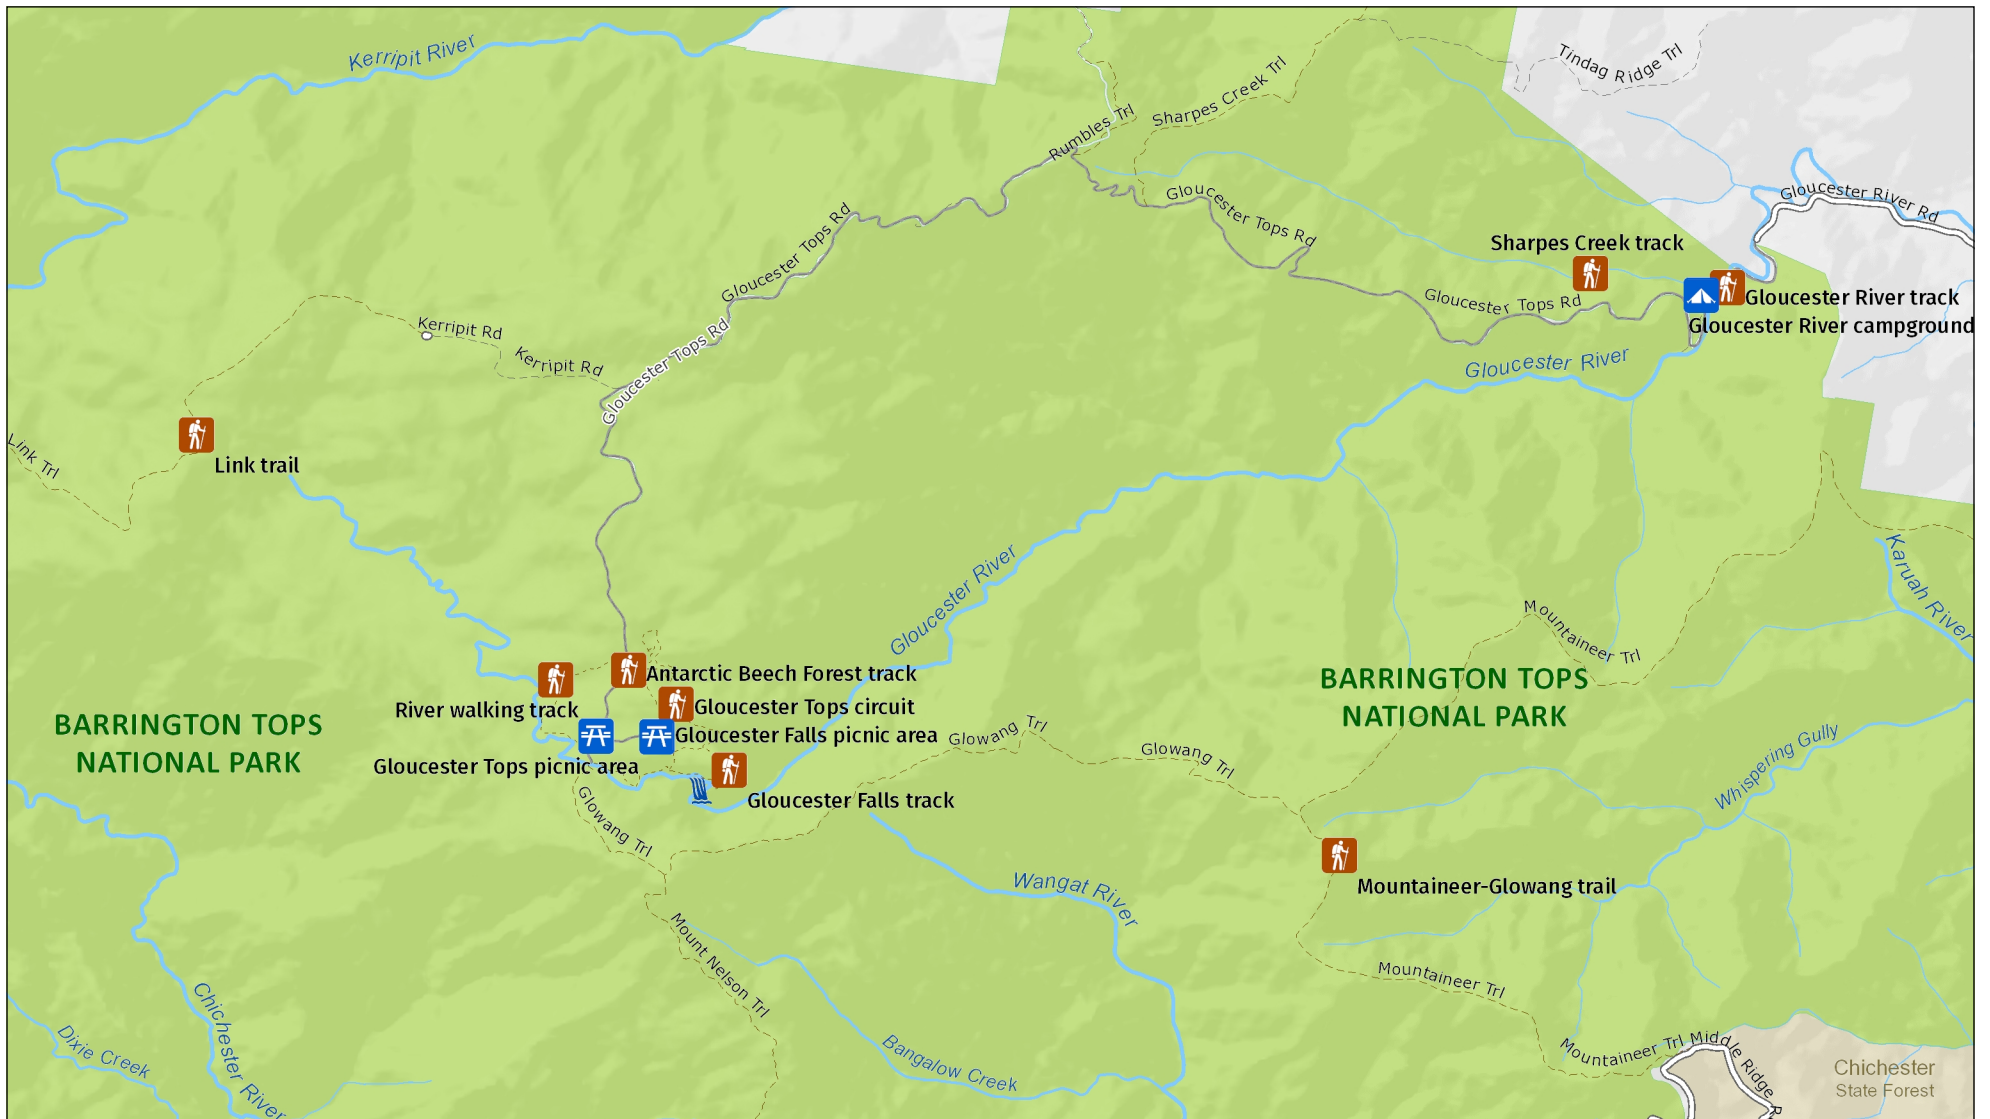 Kerripit River
Tindag Ridge Trl
Sharpes Creek Trl
Rumbles Trl
Gloucester Tops Rd
Gloucester River Rd
Gloucester Tops Rd
Sharpes Creek track
Gloucester River track
Gloucester River campground
Gloucester Tops Rd
Gloucester Tops Rd
Kerripit Rd
Kerripit Rd
Gloucester River
Link Trl
Link trail
Gloucester River
Karuah River
Mountaineer Trl
Antarctic Beech Forest track
River walking track
Gloucester Tops circuit
Gloucester Falls picnic area
Gloucester Tops picnic area
Gloucester Falls track
BARRINGTON TOPS
NATIONAL PARK
BARRINGTON TOPS
NATIONAL PARK
Glowang Trl
Glowang Trl
Glowang Trl
Whispering Gully
Mountaineer-Glowang trail
Wangat River
Mount Nelson Trl
Mountaineer Trl
Chichester River
Dixie Creek
Bangalow Creek
Mountaineer Trl
Middle Ridge R
Chichester
State Forest